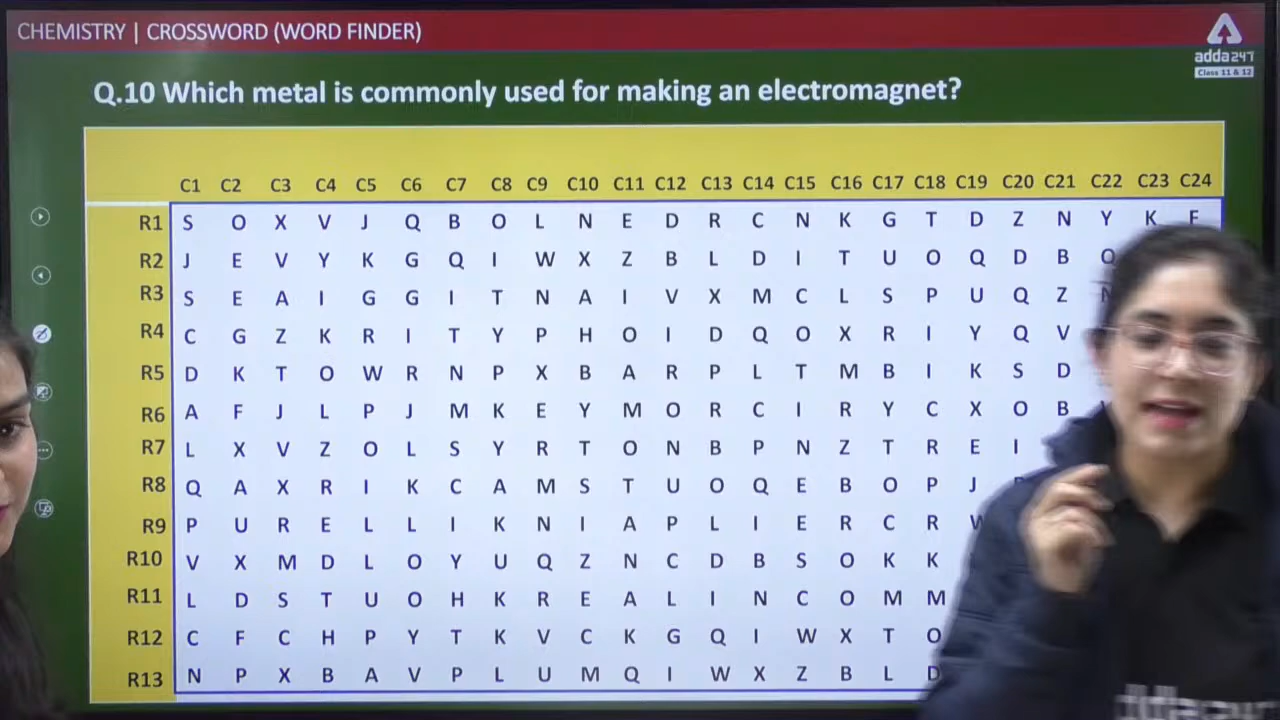 CHEMISTRY | CROSSWORD (WORD FINDER)
adda247
Class 11 & 12
Q.10 Which metal is commonly used for making an electromagnet?
C1 C2 C3 C4 C5 C6 C7 C8 C9 C10 C11 C12 C13 C14 C15 C16 C17 C18 C19 C20 C21 C22 C23 C24
R1 S O X V J Q B O L N E D R C N K G T D Z N Y K
R2 J E V Y K G Q I W X Z B L D I T U O Q D B
R3 S E A I G G I T N A I V X M C L S P U Q Z
R4 C G Z K R I T Y P H O I D Q O X R I Y Q V
R5 D K T O W R N P X B A R P L T M B I K S D
R6 A F J L P J M K E Y M O R C I R Y C X O B
R7 L X V Z O L S Y R T O N B P N Z T R E I
R8 Q A X R I K C A M S T U O Q E B O P J
R9 P U R E L L I K N I A P L I E R C R
R10 V X M D L O Y U Q Z N C D B S O K K
R11 L D S T U O H K R E A L I N C O M M
R12 C F C H P Y T K V C K G Q I W X T O
R13 N P X B A V P L U M Q I W X Z B L D